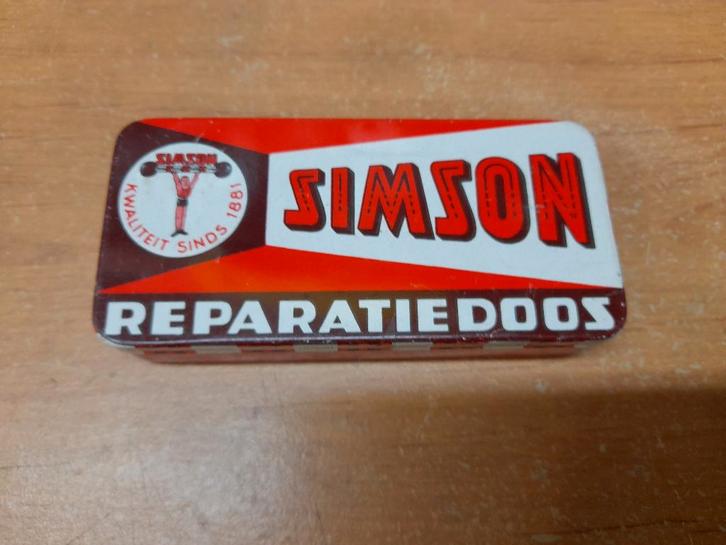 SIMSON
KWALITEIT SINDS 1881
SIMSON
REPARATIEDOOS